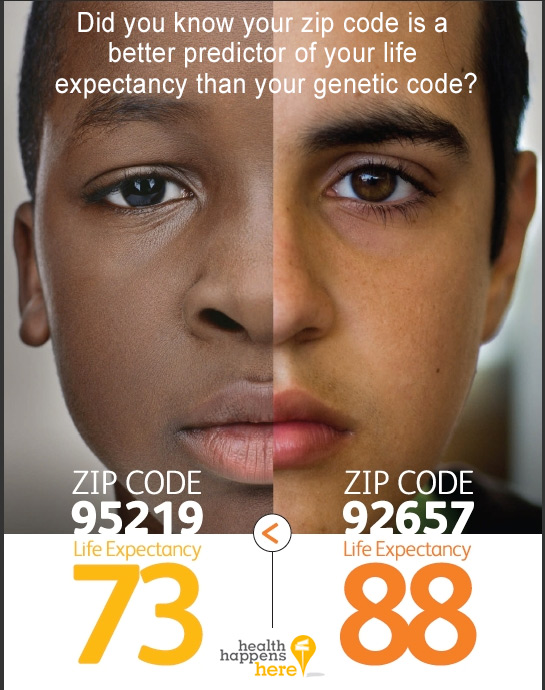 Did you know your zip code is a
better predictor of your life
expectancy than your genetic code?
ZIP CODE
95219
Life Expectancy
73
<
ZIP CODE
92657
Life Expectancy
88
health
happens
here